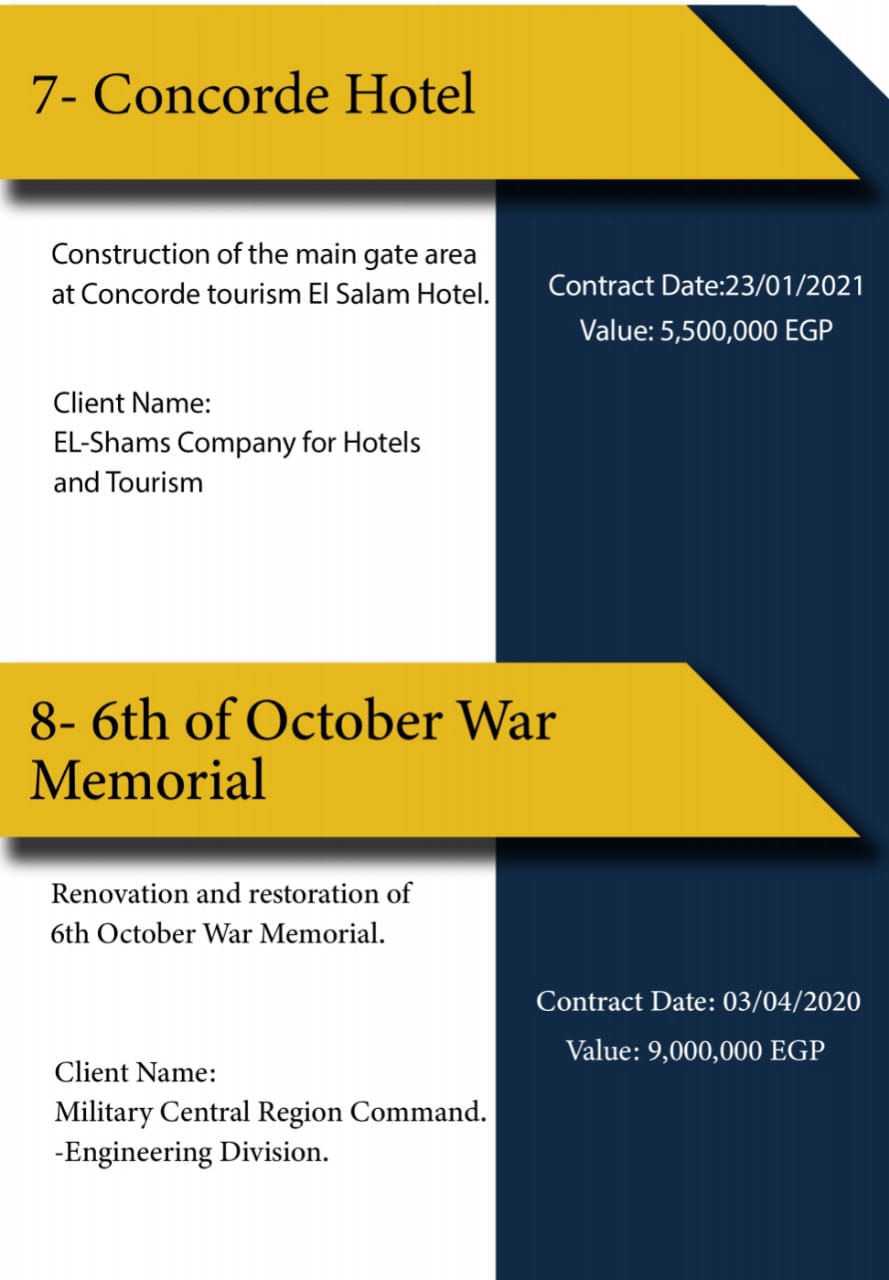 7- Concorde Hotel
Construction of the main gate area
at Concorde tourism El Salam Hotel.
Contract Date:23/01/2021
Value: 5,500,000 EGP
Client Name:
EL-Shams Company for Hotels
and Tourism
8- 6th of October War
Memorial
Renovation and restoration of
6th October War Memorial.
Contract Date: 03/04/2020
Value: 9,000,000 EGP
Client Name:
Military Central Region Command.
-Engineering Division.